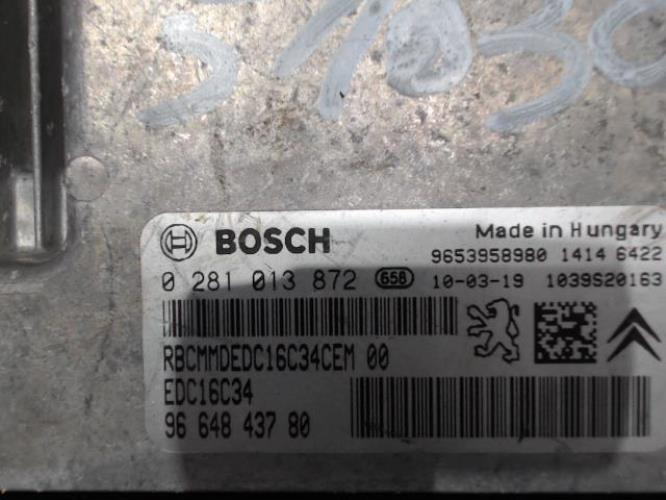 BOSCH
Made in Hungary
9653958980 1414 6422
0 281 013 872 658 10-03-19 1039S20163
RBCMMDEDC16C34CEM 00
EDC16C34
96 648 437 80